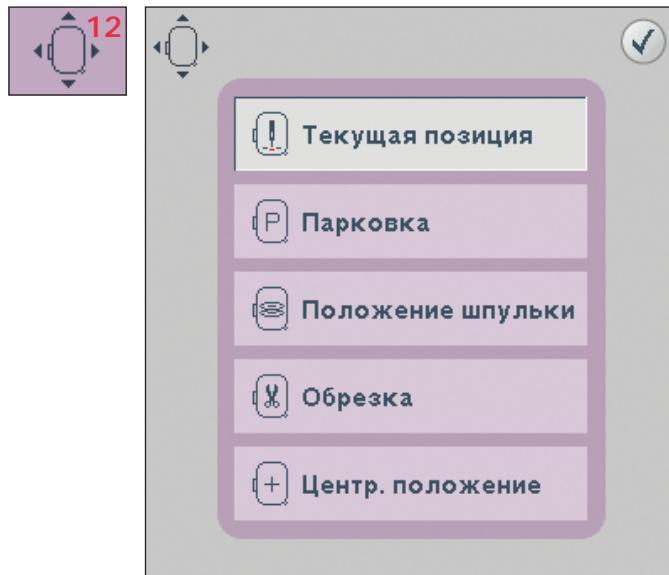 12
Текущая позиция
P Парковка
Положение шпульки
Обрезка
Центр. положение